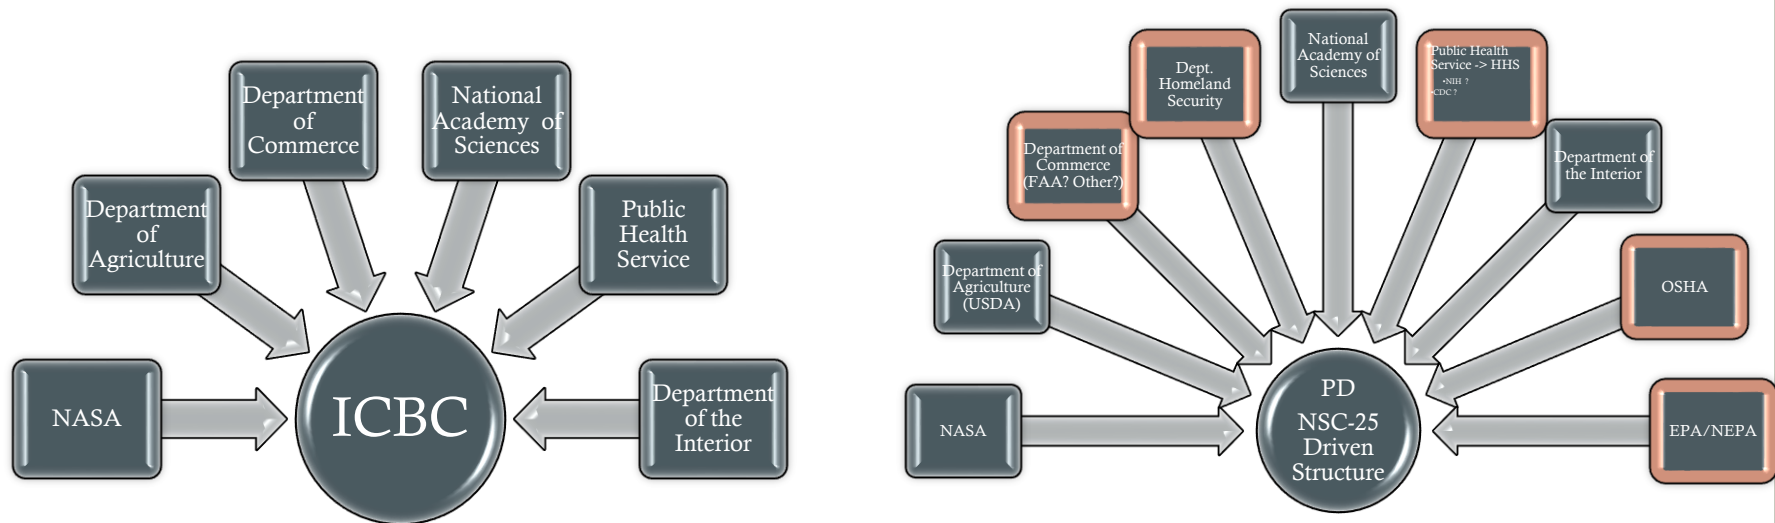 NASA
Department
of
Agriculture
Department
of
Commerce
National
Academy of
Sciences
Public
Health
Service
Department
of the
Interior
ICBC
NASA
Department of
Agriculture
(USDA)
Department of
Commerce
(FAA? Other?)
Dept.
Homeland
Security
National
Academy of
Sciences
Public Health
Service -> HHS
•NIH ?
•CDC ?
Department of
the Interior
OSHA
EPA/NEPA
PD
NSC-25
Driven
Structure